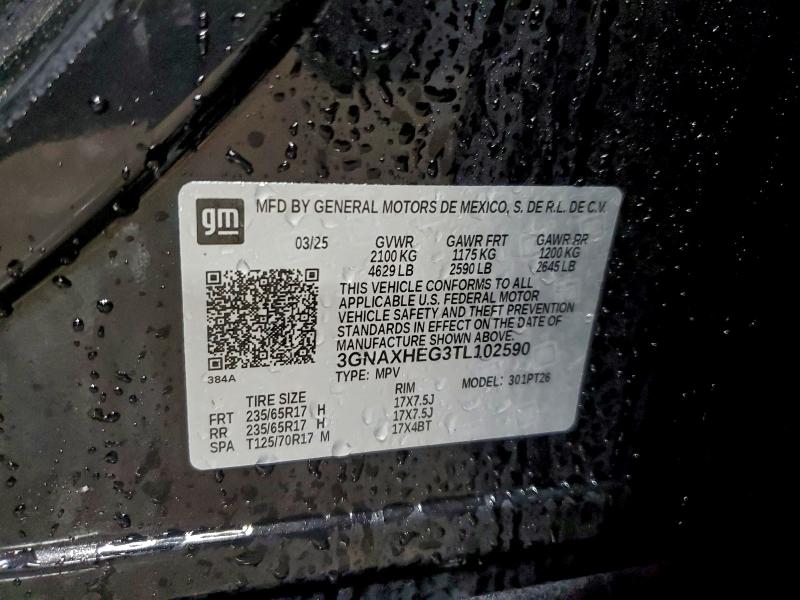 gm MFD BY GENERAL MOTORS DE MEXICO, S. DE R.L. DE C.V.
03/25 GVWR GAWR FRT GAWR RR
2100 KG 1175 KG 1200 KG
4629 LB 2590 LB 2645 LB
THIS VEHICLE CONFORMS TO ALL
APPLICABLE U.S. FEDERAL MOTOR
VEHICLE SAFETY AND THEFT PREVENTION
STANDARDS IN EFFECT ON THE DATE OF
MANUFACTURE SHOWN ABOVE.
3GNAXHEG3TL102590
384A TYPE: MPV MODEL: 301PT26
TIRE SIZE RIM
FRT 235/65R17 H 17X7.5J
RR 235/65R17 H 17X7.5J
SPA T125/70R17 M 17X4BT